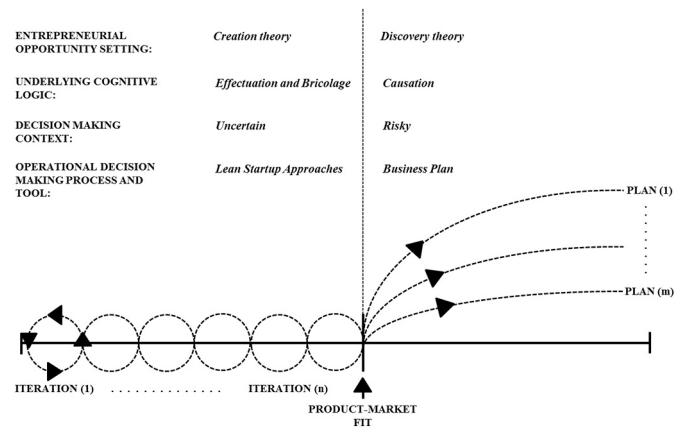 ENTREPRENEURIAL
OPPORTUNITY SETTING:
Creation theory
Discovery theory
UNDERLYING COGNITIVE
LOGIC:
Effectuation and Bricolage
Causation
DECISION MAKING
CONTEXT:
Uncertain
Risky
OPERATIONAL DECISION
MAKING PROCESS AND
TOOL:
Lean Startup Approaches
Business Plan
PLAN (1)
PLAN (m)
ITERATION (1) . . . . . . . . . . . . . . ITERATION (n)
PRODUCT-MARKET
FIT